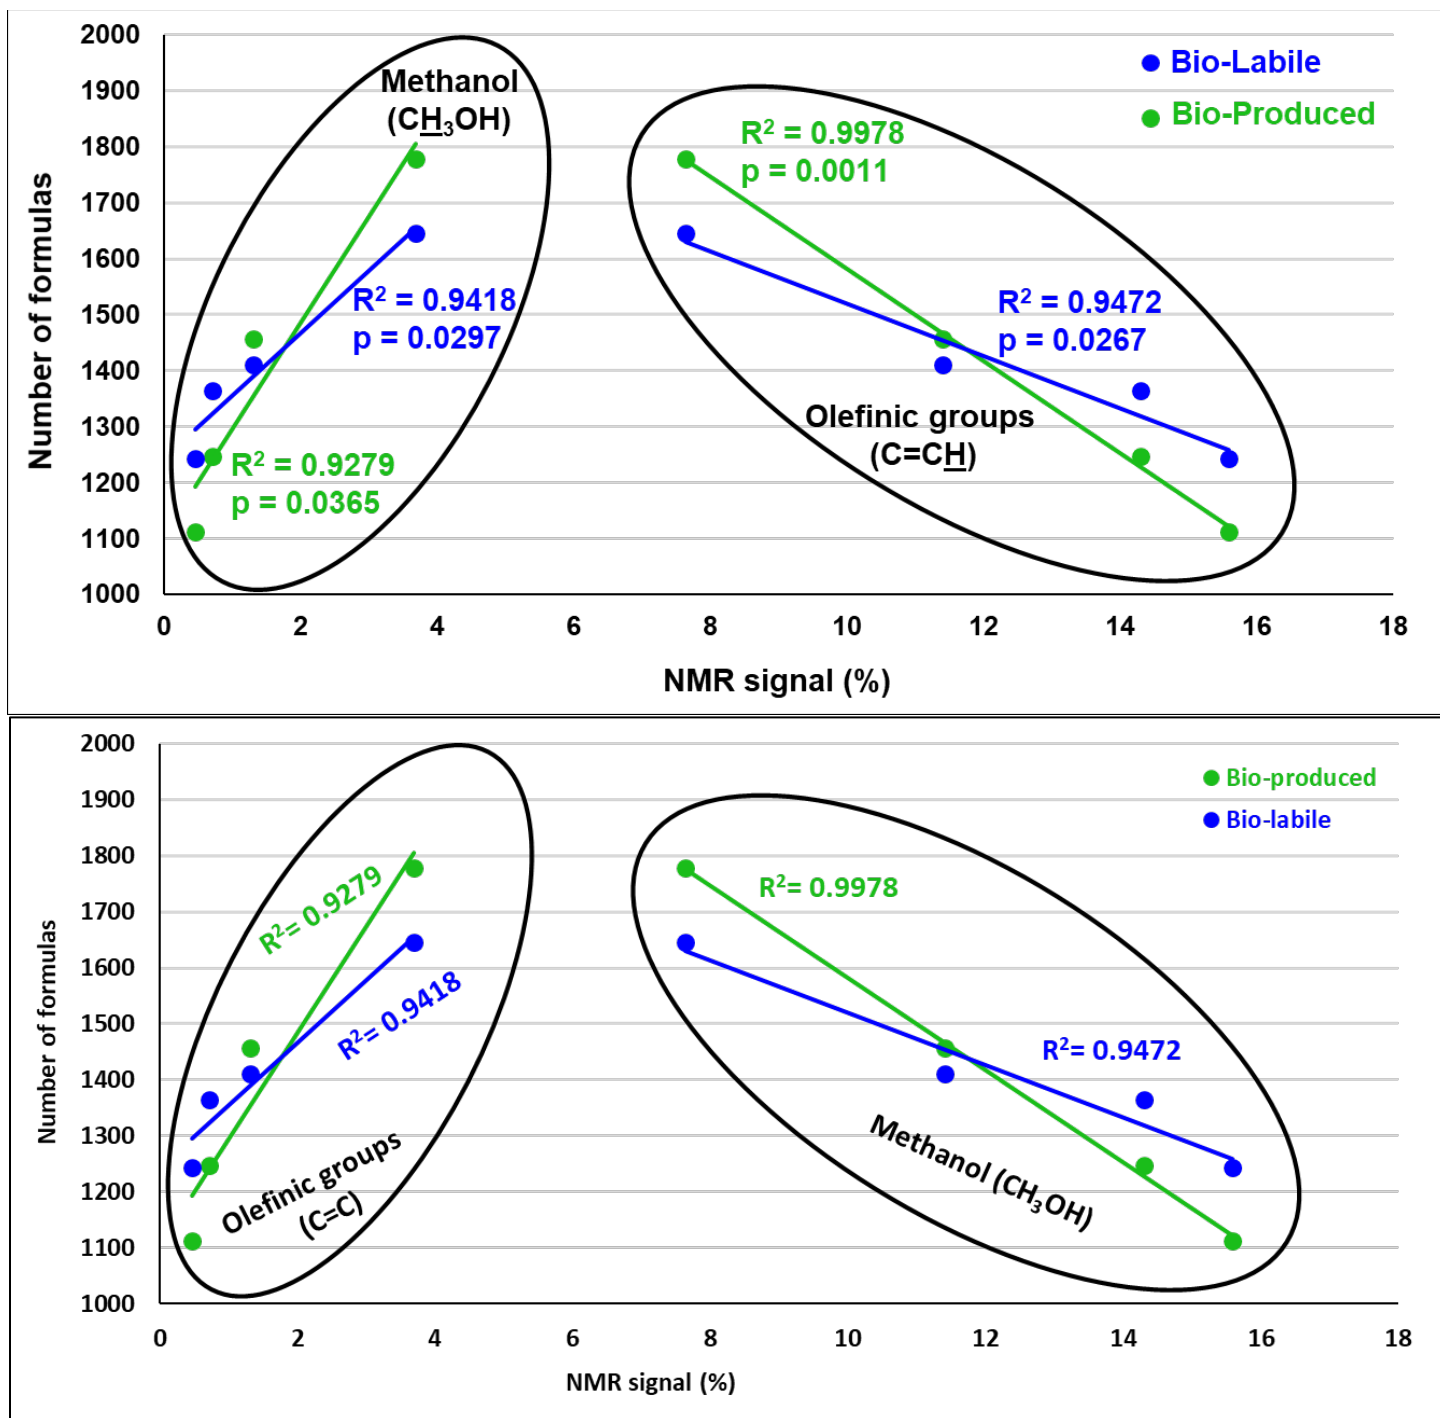 2000
1900
1800
1700
1600
1500
1400
1300
1200
1100
1000
Number of formulas
Methanol
(CH₃OH)
R² = 0.9418
p = 0.0297
R² = 0.9279
p = 0.0365
Bio-Labile
Bio-Produced
R² = 0.9978
p = 0.0011
R² = 0.9472
p = 0.0267
Olefinic groups
(C=CH)
0 2 4 6 8 10 12 14 16 18
NMR signal (%)
2000
1900
1800
1700
1600
1500
1400
1300
1200
1100
1000
Number of formulas
R²= 0.9279
R²= 0.9418
Olefinic groups
(C=C)
Bio-produced
Bio-labile
R²= 0.9978
R²= 0.9472
Methanol (CH₃OH)
0 2 4 6 8 10 12 14 16 18
NMR signal (%)